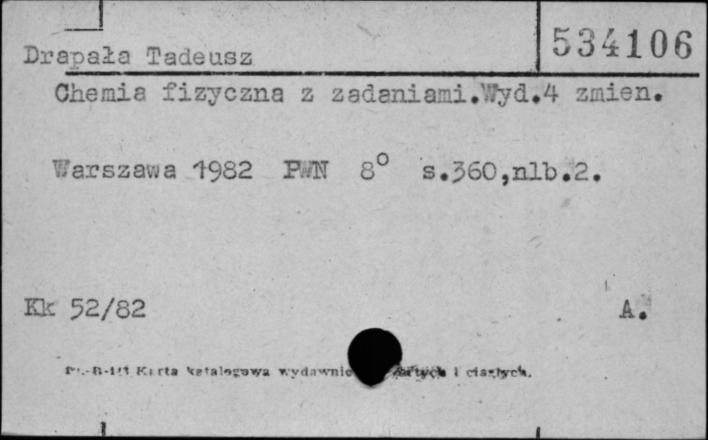 534106
Drapała Tadeusz
Chemia fizyczna z zadaniami.Wyd.4 zmien.
Warszawa 1982 PWN 8° s.360,nlb.2.
Kk 52/82 A.
Karta katalogowa wydawnic i ciągłych.